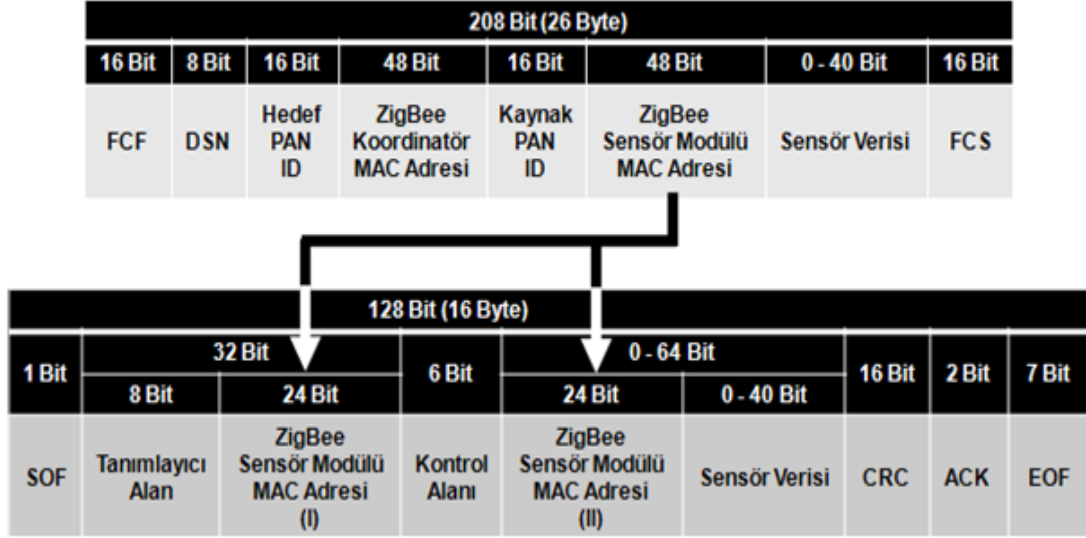 208 Bit (26 Byte)
16 Bit 8 Bit 16 Bit 48 Bit 16 Bit 48 Bit 0 - 40 Bit 16 Bit
FCF DSN Hedef PAN ID ZigBee Koordinatör MAC Adresi Kaynak PAN ID ZigBee Sensör Modülü MAC Adresi Sensör Verisi FCS
128 Bit (16 Byte)
1 Bit 32 Bit 6 Bit 0 - 64 Bit 16 Bit 2 Bit 7 Bit
8 Bit 24 Bit 24 Bit 0 - 40 Bit
SOF Tanımlayıcı Alan ZigBee Sensör Modülü MAC Adresi (I) Kontrol Alanı ZigBee Sensör Modülü MAC Adresi (II) Sensör Verisi CRC ACK EOF